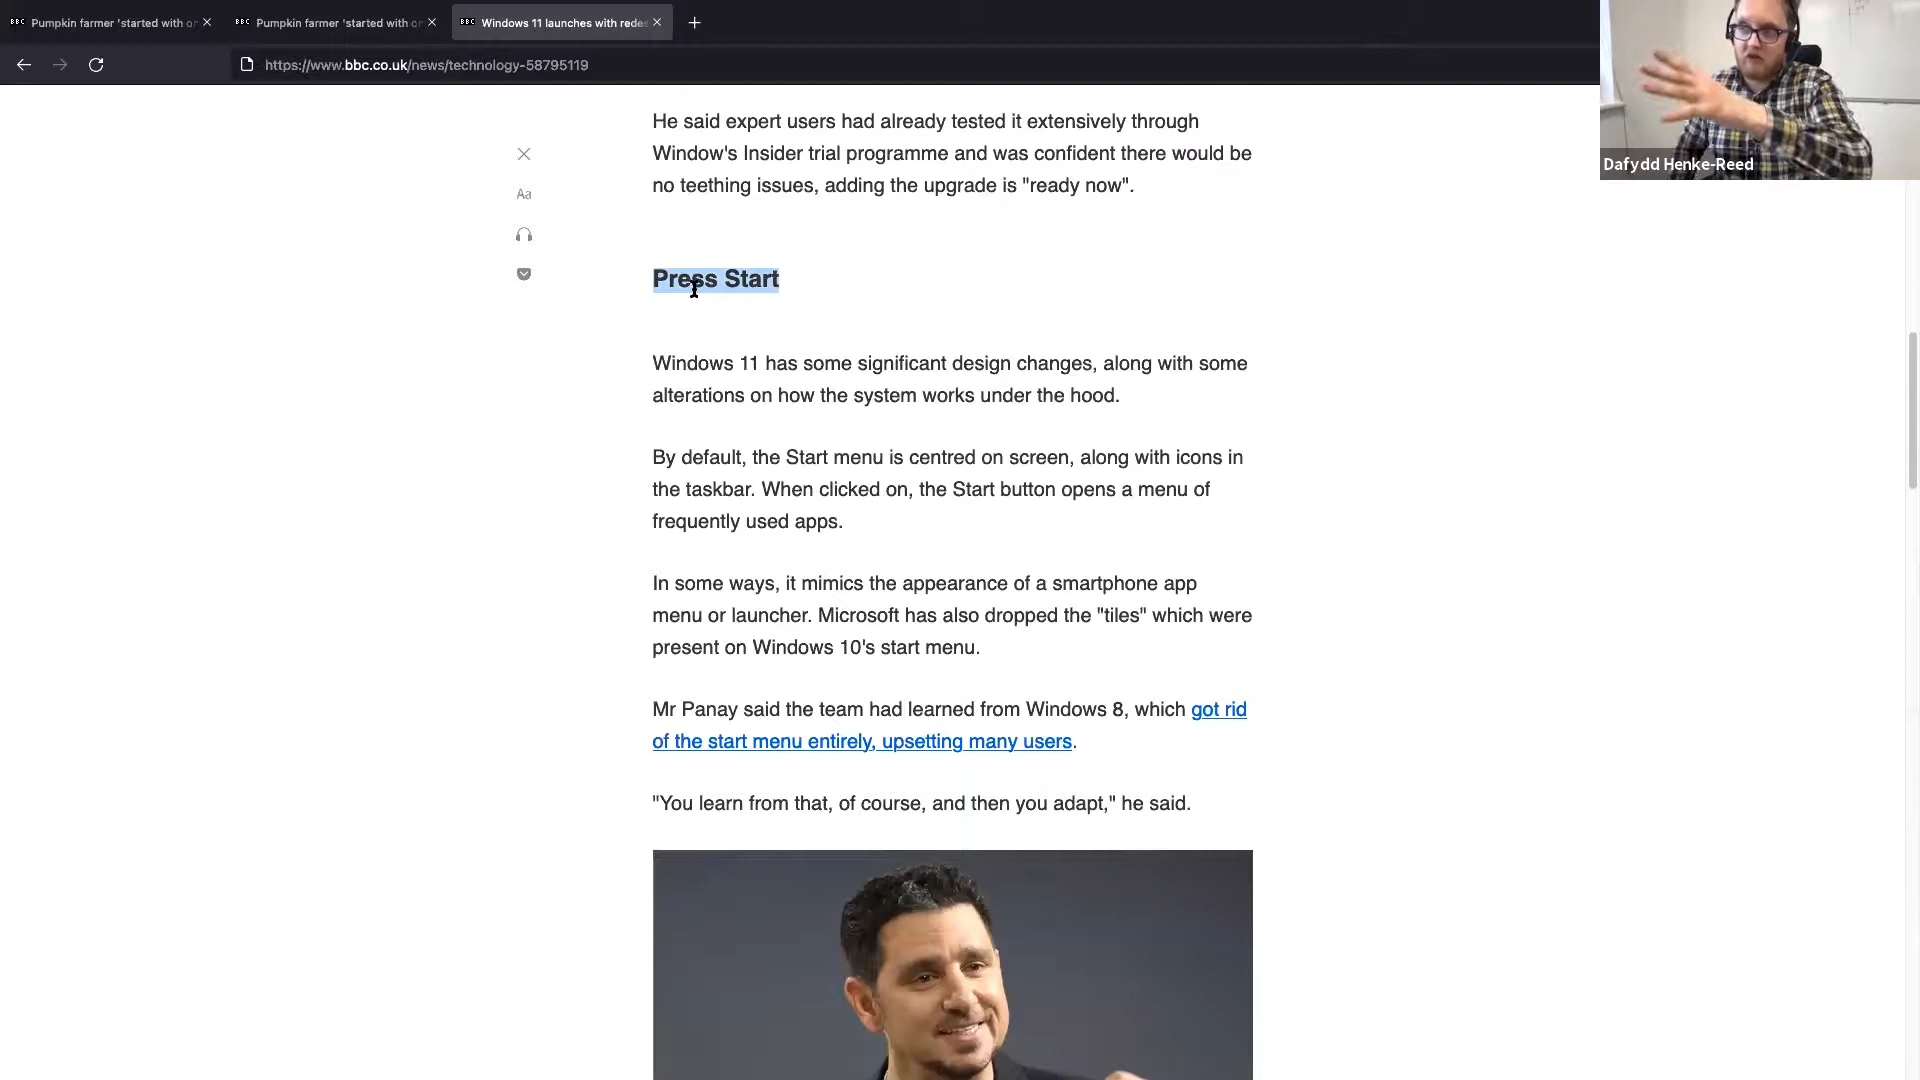 BBC Pumpkin farmer 'started with or
BBC Pumpkin farmer 'started with or
BBC Windows 11 launches with redes
https://www.bbc.co.uk/news/technology-58795119
Dafydd Henke-Reed
Aa
He said expert users had already tested it extensively through
Window's Insider trial programme and was confident there would be
no teething issues, adding the upgrade is "ready now".
Press Start
Windows 11 has some significant design changes, along with some
alterations on how the system works under the hood.
By default, the Start menu is centred on screen, along with icons in
the taskbar. When clicked on, the Start button opens a menu of
frequently used apps.
In some ways, it mimics the appearance of a smartphone app
menu or launcher. Microsoft has also dropped the "tiles" which were
present on Windows 10's start menu.
Mr Panay said the team had learned from Windows 8, which got rid
of the start menu entirely, upsetting many users.
"You learn from that, of course, and then you adapt," he said.